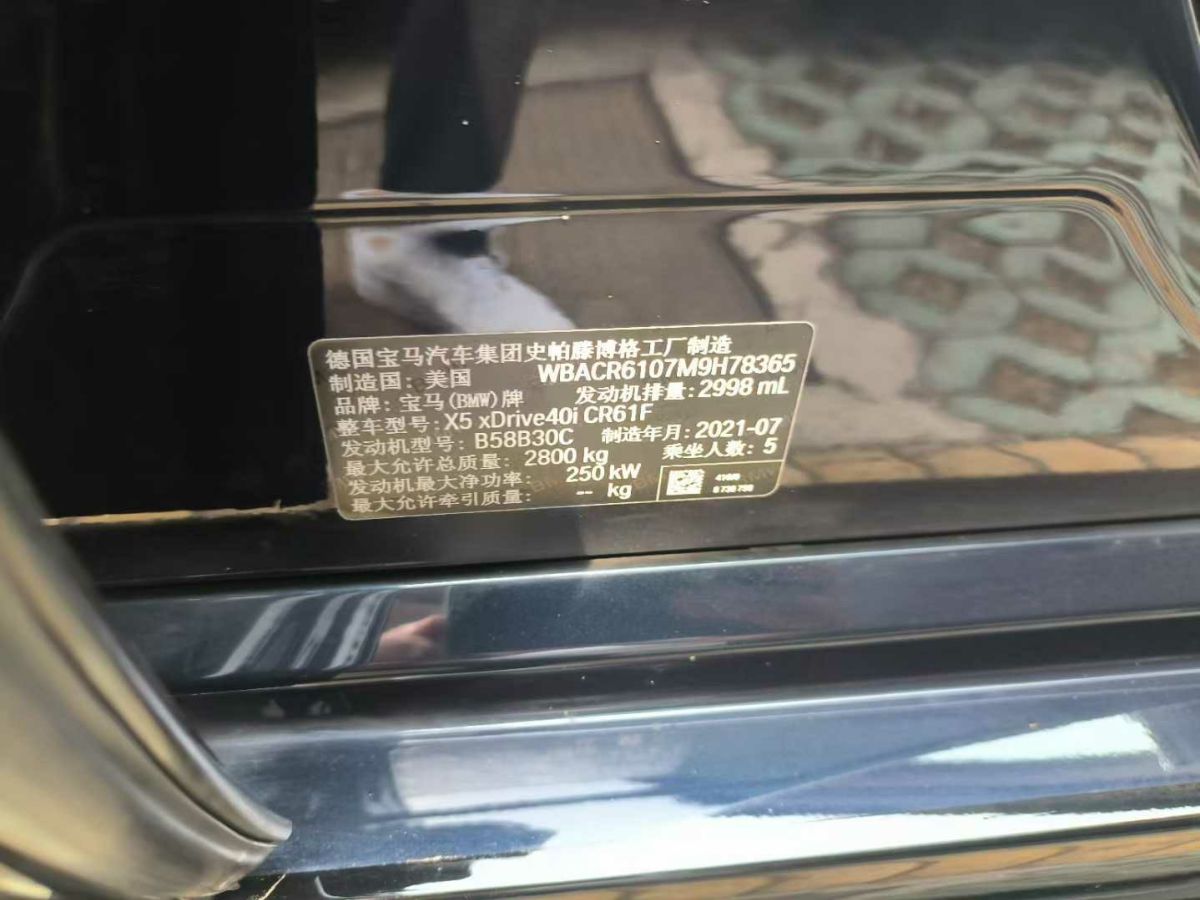 德国宝马汽车集团史帕滕博格工厂制造
制造国: 美国 WBACR6107M9H78365
品牌: 宝马(BMW)牌 发动机排量: 2998 mL
整车型号: X5 xDrive40i CR61F
发动机型号: B58B30C 制造年月: 2021-07
最大允许总质量: 2800 kg 乘坐人数: 5
发动机最大净功率: 250 kW
最大允许牵引质量: -- kg